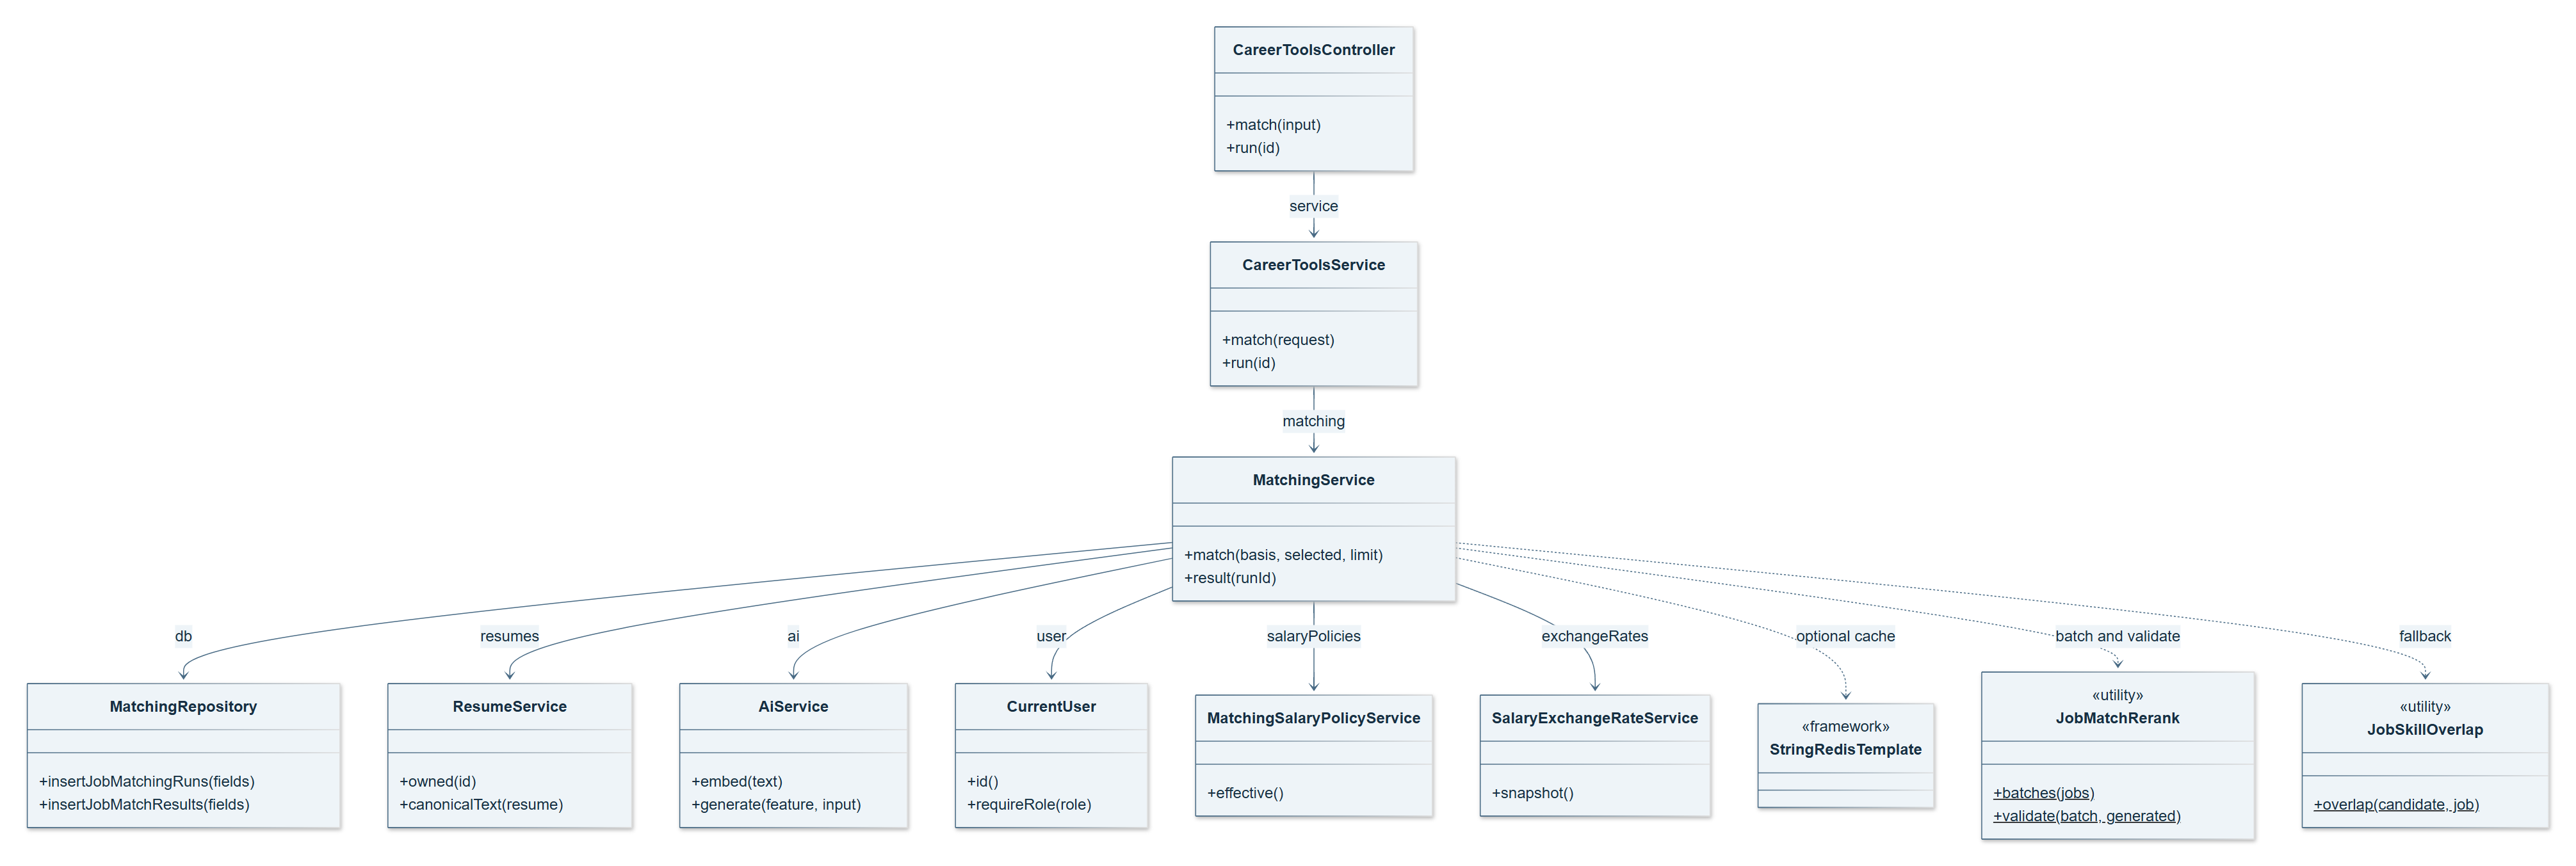 CareerToolsController
+match(input)
+run(id)
service
CareerToolsService
+match(request)
+run(id)
matching
MatchingService
+match(basis, selected, limit)
+result(runId)
db
resumes
ai
user
salaryPolicies
exchangeRates
optional cache
batch and validate
fallback
MatchingRepository
+insertJobMatchingRuns(fields)
+insertJobMatchResults(fields)
ResumeService
+owned(id)
+canonicalText(resume)
AiService
+embed(text)
+generate(feature, input)
CurrentUser
+id()
+requireRole(role)
MatchingSalaryPolicyService
+effective()
SalaryExchangeRateService
+snapshot()
«framework»
StringRedisTemplate
«utility»
JobMatchRerank
+batches(jobs)
+validate(batch, generated)
«utility»
JobSkillOverlap
+overlap(candidate, job)